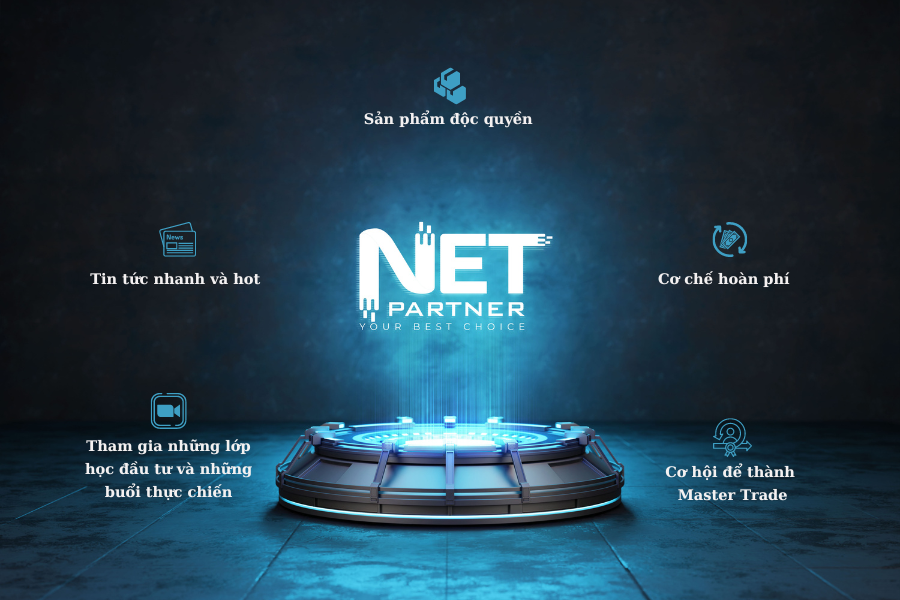 Sản phẩm độc quyền
News
Tin tức nhanh và hot
NET
PARTNER
YOUR BEST CHOICE
Cơ chế hoàn phí
Tham gia những lớp
học đầu tư và những
buổi thực chiến
Cơ hội để thành
Master Trade